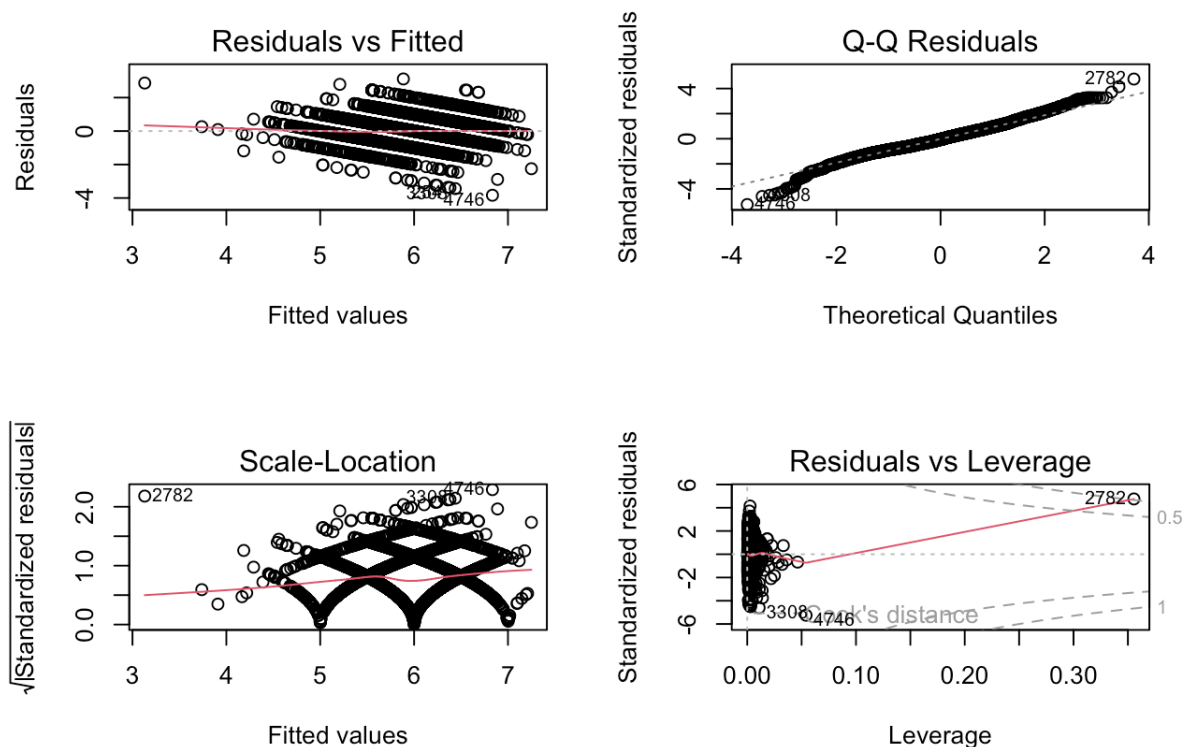 Residuals vs Fitted
Residuals
0
-4
3308
4746
3 4 5 6 7
Fitted values
Q-Q Residuals
Standardized residuals
4
0
-4
2782
4746
-4 -2 0 2 4
Theoretical Quantiles
Scale-Location
√|Standardized residuals|
2.0
1.0
0.0
2782
3308
4746
3 4 5 6 7
Fitted values
Residuals vs Leverage
Standardized residuals
6
2
-2
-6
2782
0.5
1
3308
4746
Cook's distance
0.00 0.10 0.20 0.30
Leverage